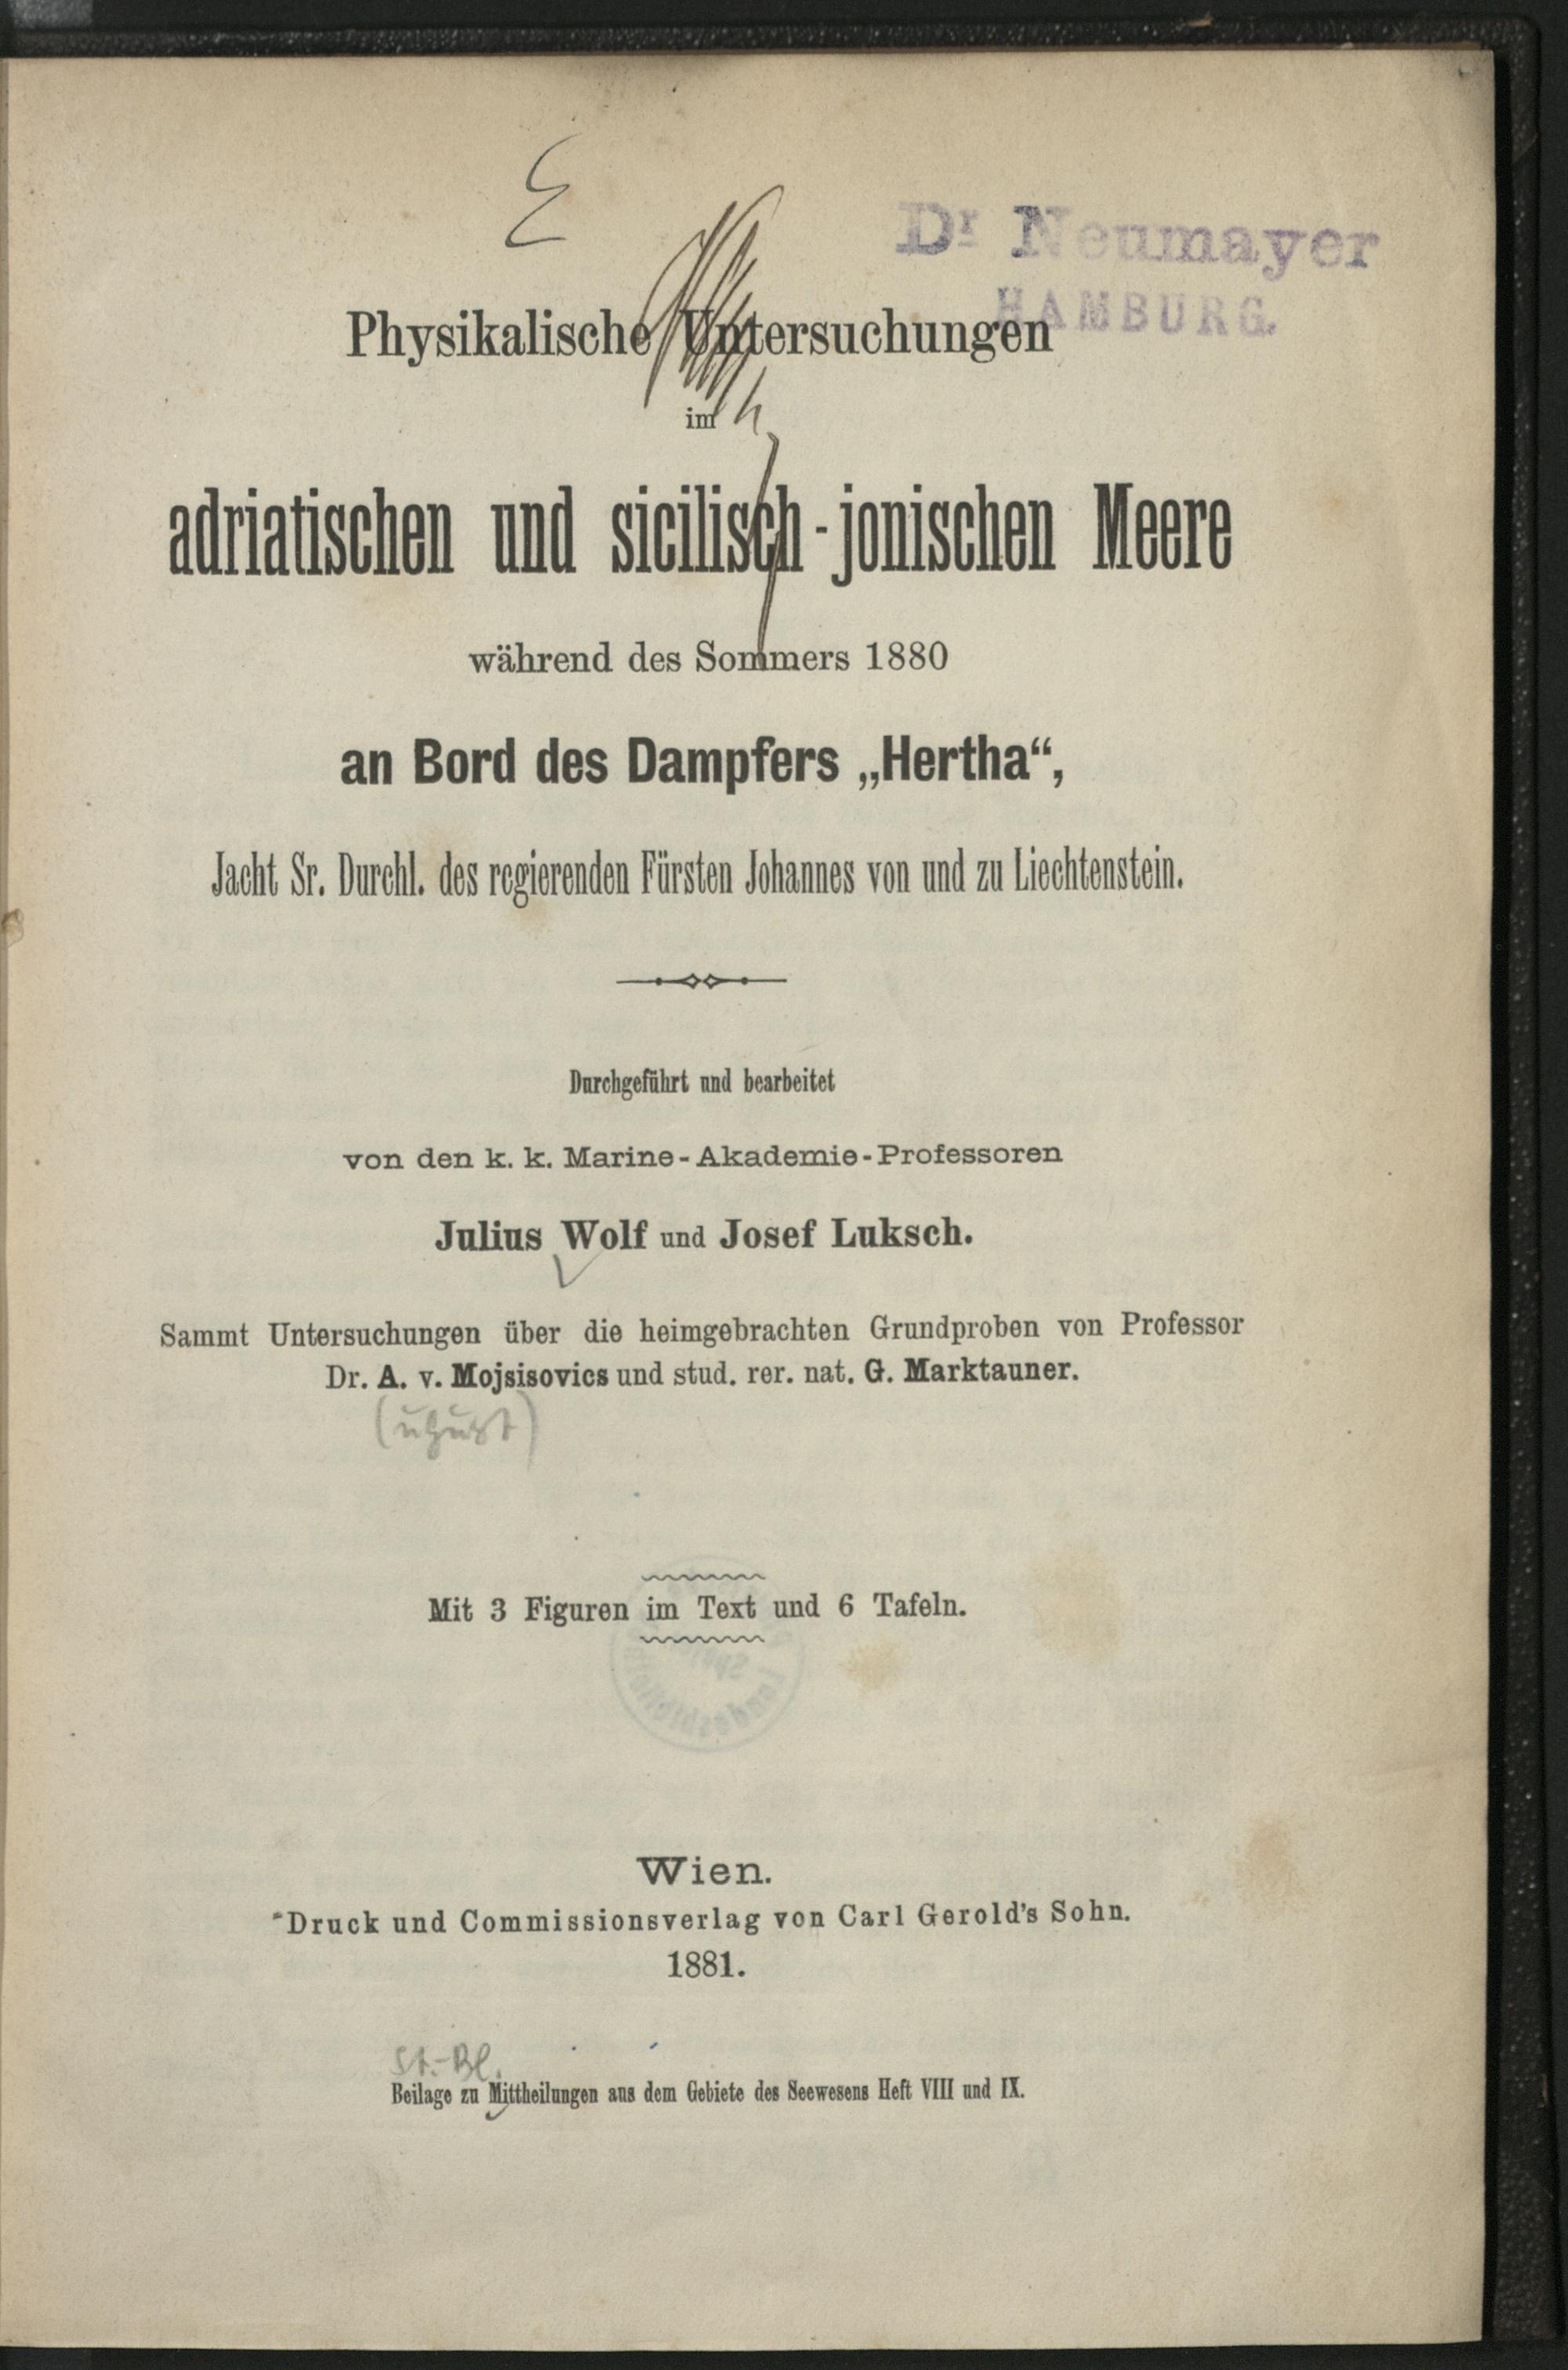 Dr Neumayer
HAMBURG.
Physikalische Untersuchungen
im
adriatischen und sicilisch-jonischen Meere
während des Sommers 1880
an Bord des Dampfers „Hertha“,
Jacht Sr. Durchl. des regierenden Fürsten Johannes von und zu Liechtenstein.
Durchgeführt und bearbeitet
von den k. k. Marine-Akademie-Professoren
Julius Wolf und Josef Luksch.
Sammt Untersuchungen über die heimgebrachten Grundproben von Professor
Dr. A. v. Mojsisovics und stud. rer. nat. G. Marktauner.
Mit 3 Figuren im Text und 6 Tafeln.
Wien.
Druck und Commissionsverlag von Carl Gerold's Sohn.
1881.
St.-Bl.
Beilage zu Mittheilungen aus dem Gebiete des Seewesens Heft VIII und IX.